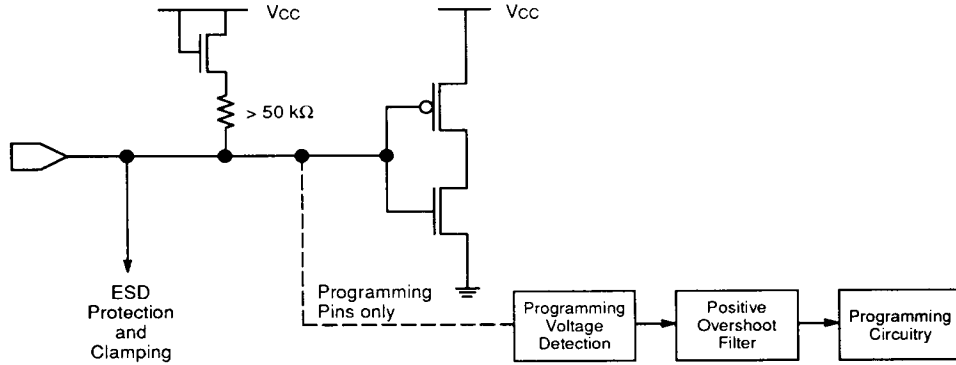 VCC
VCC
> 50 kΩ
ESD
Protection
and
Clamping
Programming
Pins only
Programming
Voltage
Detection
Positive
Overshoot
Filter
Programming
Circuitry